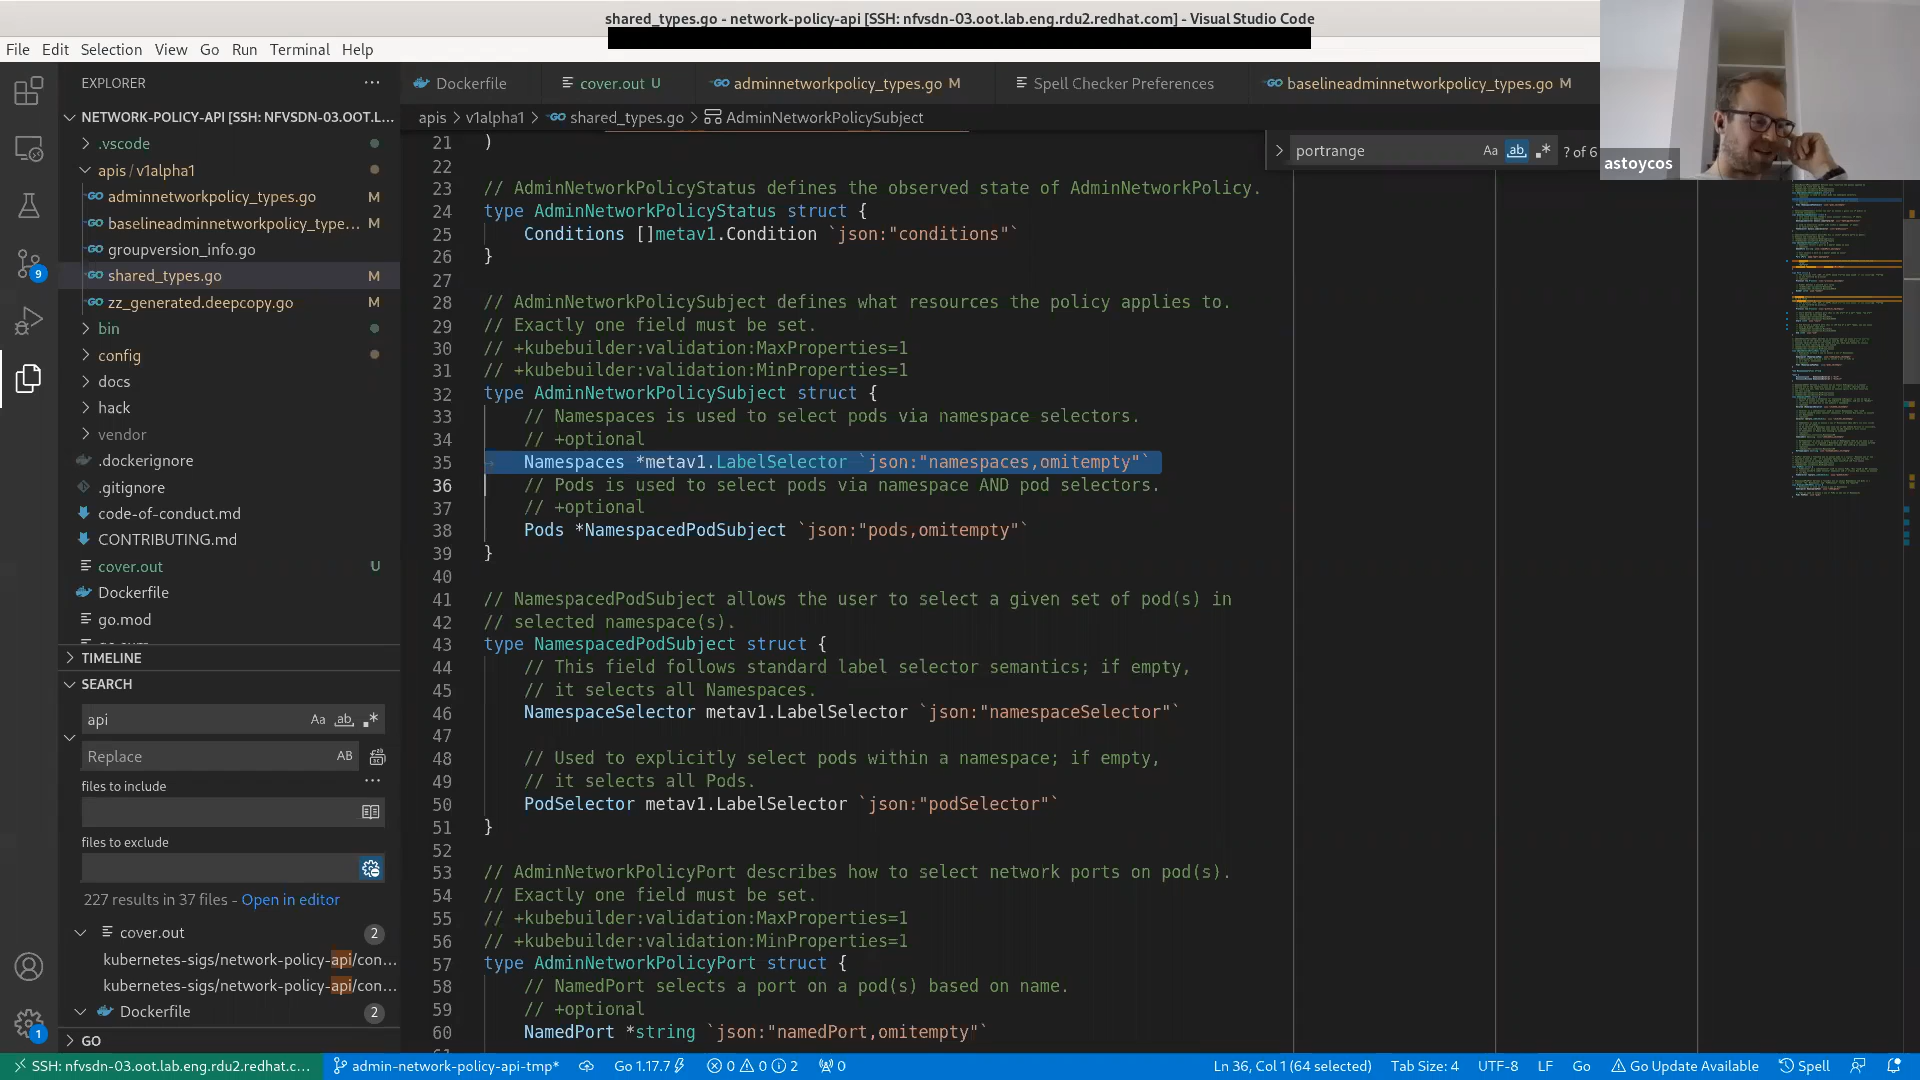 shared_types.go - network-policy-api [SSH: nfvsdn-03.oot.lab.eng.rdu2.redhat.com] - Visual Studio Code
File Edit Selection View Go Run Terminal Help
EXPLORER ···
Dockerfile cover.out U adminnetworkpolicy_types.go M Spell Checker Preferences baselineadminnetworkpolicy_types.go M
NETWORK-POLICY-API [SSH: NFVSDN-03.OOT.L...
apis > v1alpha1 > shared_types.go > AdminNetworkPolicySubject
portrange Aa ab .* ? of 6
astoycos
.vscode
apis / v1alpha1
adminnetworkpolicy_types.go M
baselineadminnetworkpolicy_type... M
groupversion_info.go
shared_types.go M
zz_generated.deepcopy.go M
bin
config
docs
hack
vendor
.dockerignore
.gitignore
code-of-conduct.md
CONTRIBUTING.md
cover.out U
Dockerfile
go.mod
TIMELINE
SEARCH
api Aa ab .*
Replace AB
···
files to include
files to exclude
227 results in 37 files - Open in editor
cover.out 2
kubernetes-sigs/network-policy-api/con...
kubernetes-sigs/network-policy-api/con...
Dockerfile 2
GO
9
1
21 )
22
23 // AdminNetworkPolicyStatus defines the observed state of AdminNetworkPolicy.
24 type AdminNetworkPolicyStatus struct {
25 Conditions []metav1.Condition `json:"conditions"`
26 }
27
28 // AdminNetworkPolicySubject defines what resources the policy applies to.
29 // Exactly one field must be set.
30 // +kubebuilder:validation:MaxProperties=1
31 // +kubebuilder:validation:MinProperties=1
32 type AdminNetworkPolicySubject struct {
33 // Namespaces is used to select pods via namespace selectors.
34 // +optional
35 Namespaces *metav1.LabelSelector `json:"namespaces,omitempty"`
36 // Pods is used to select pods via namespace AND pod selectors.
37 // +optional
38 Pods *NamespacedPodSubject `json:"pods,omitempty"`
39 }
40
41 // NamespacedPodSubject allows the user to select a given set of pod(s) in
42 // selected namespace(s).
43 type NamespacedPodSubject struct {
44 // This field follows standard label selector semantics; if empty,
45 // it selects all Namespaces.
46 NamespaceSelector metav1.LabelSelector `json:"namespaceSelector"`
47
48 // Used to explicitly select pods within a namespace; if empty,
49 // it selects all Pods.
50 PodSelector metav1.LabelSelector `json:"podSelector"`
51 }
52
53 // AdminNetworkPolicyPort describes how to select network ports on pod(s).
54 // Exactly one field must be set.
55 // +kubebuilder:validation:MaxProperties=1
56 // +kubebuilder:validation:MinProperties=1
57 type AdminNetworkPolicyPort struct {
58 // NamedPort selects a port on a pod(s) based on name.
59 // +optional
60 NamedPort *string `json:"namedPort,omitempty"`
SSH: nfvsdn-03.oot.lab.eng.rdu2.redhat.c... admin-network-policy-api-tmp* Go 1.17.7 0 0 2 0 Ln 36, Col 1 (64 selected) Tab Size: 4 UTF-8 LF Go Go Update Available Spell